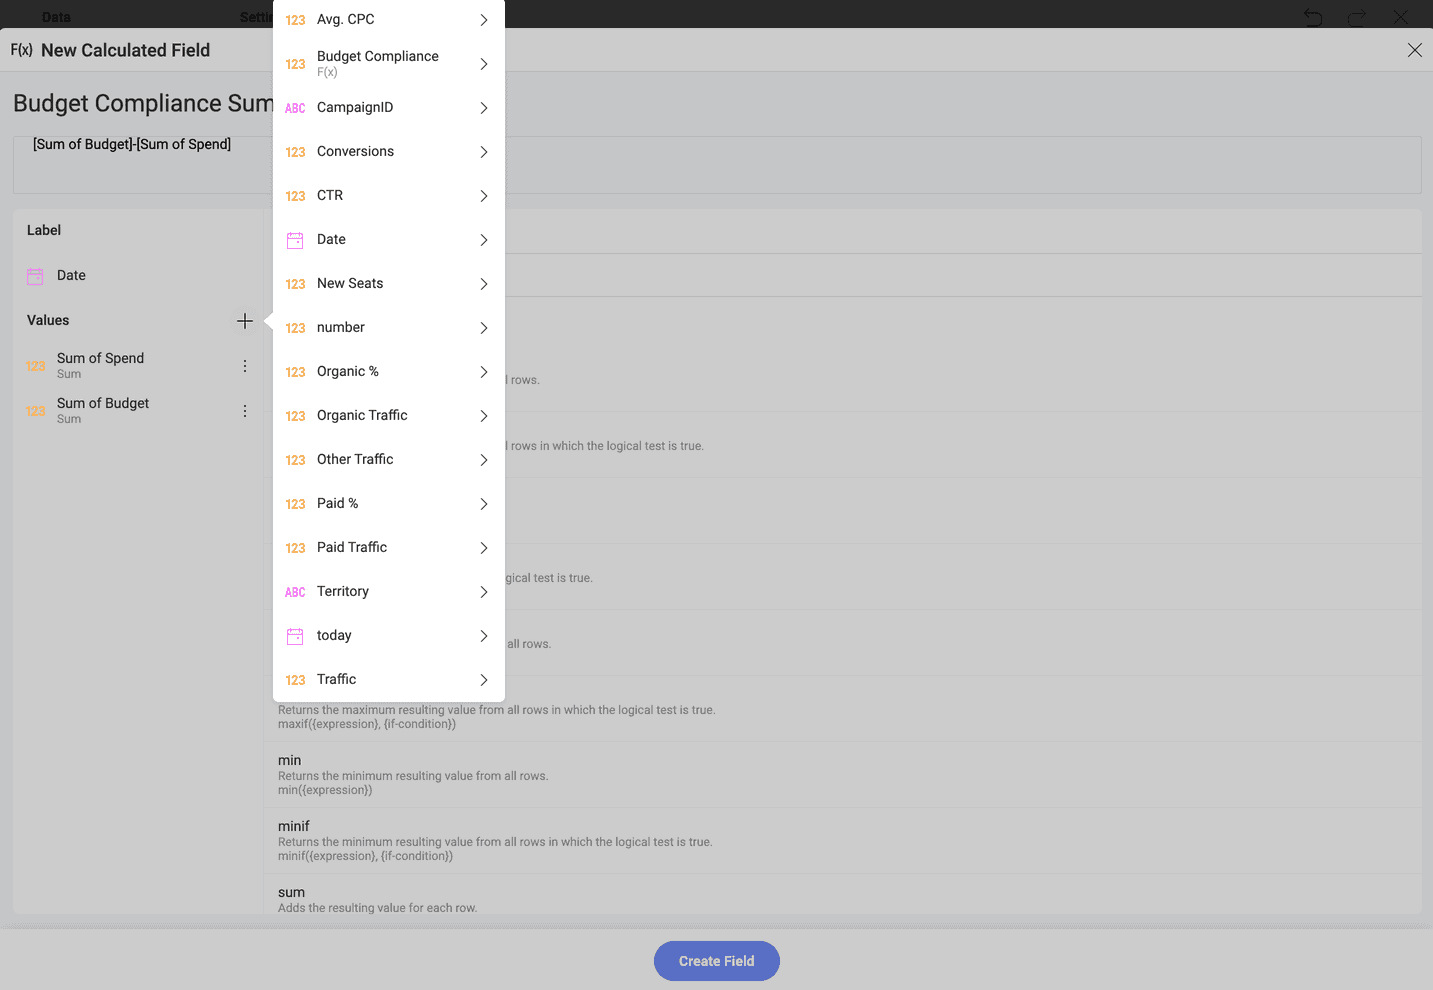 Data
F(x) New Calculated Field
Budget Compliance Sum
[Sum of Budget]-[Sum of Spend]
Label
Date
Values
123 Sum of Spend
Sum
123 Sum of Budget
Sum
123 Avg. CPC
123 Budget Compliance
F(x)
ABC CampaignID
123 Conversions
123 CTR
Date
123 New Seats
123 number
123 Organic %
123 Organic Traffic
123 Other Traffic
123 Paid %
123 Paid Traffic
ABC Territory
today
123 Traffic
rows.
rows in which the logical test is true.
test is true.
all rows.
Returns the maximum resulting value from all rows in which the logical test is true.
maxif({expression}, {if-condition})
min
Returns the minimum resulting value from all rows.
min({expression})
minif
Returns the minimum resulting value from all rows in which the logical test is true.
minif({expression}, {if-condition})
sum
Adds the resulting value for each row.
Create Field